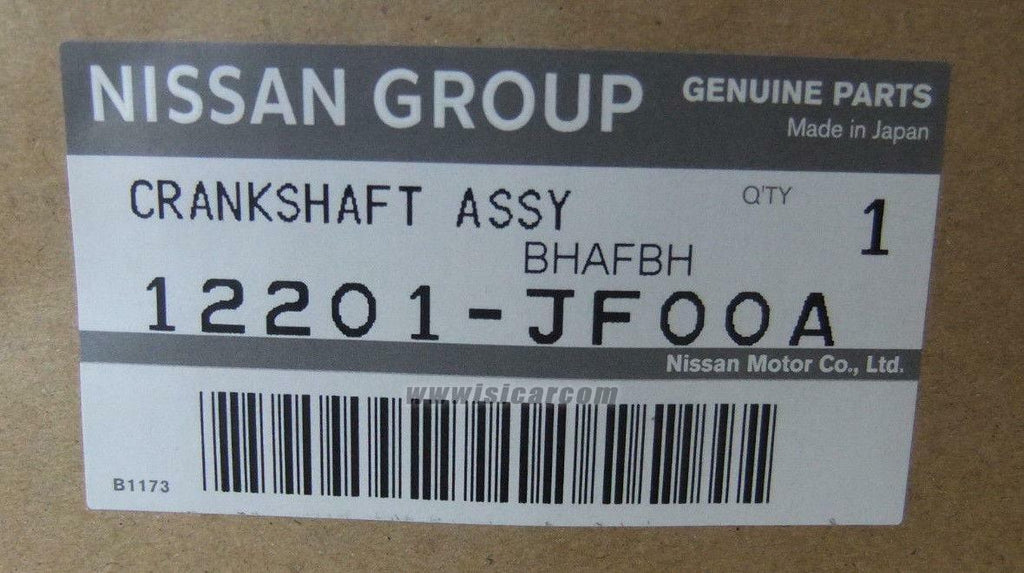 NISSAN GROUP GENUINE PARTS
Made in Japan
CRANKSHAFT ASSY Q'TY 1
BHAFBH
12201-JF00A
Nissan Motor Co., Ltd.
www.isicar.com
B1173